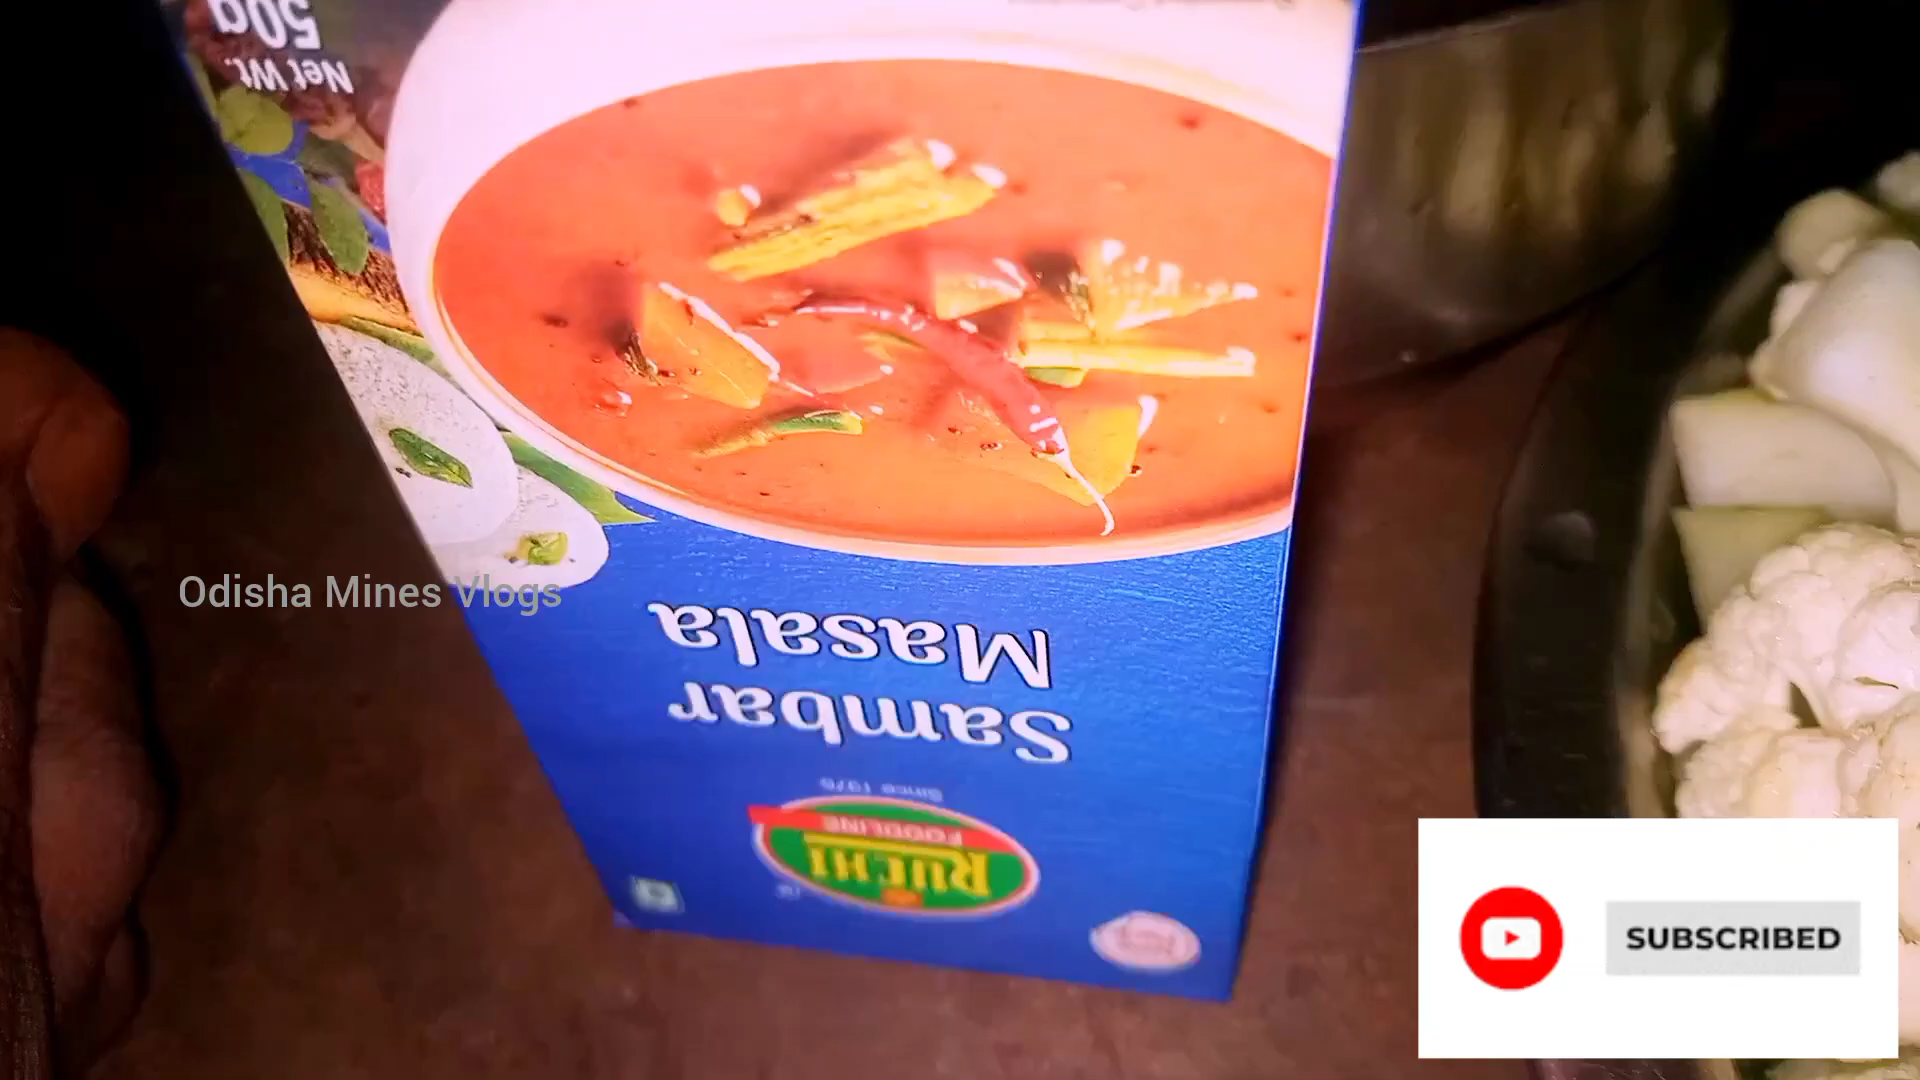 Net Wt.
50g
Odisha Mines Vlogs
Sambar
Masala
Since 1976
RUCHI
FOODLINE
SUBSCRIBED